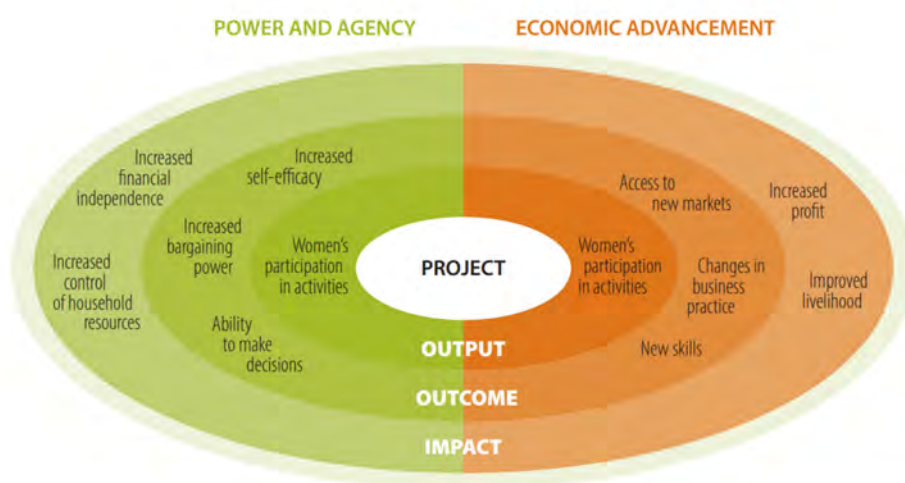 POWER AND AGENCY
ECONOMIC ADVANCEMENT
Increased
financial
independence
Increased
self-efficacy
Increased
bargaining
power
Increased
control
of household
resources
Women's
participation
in activities
Ability
to make
decisions
PROJECT
Women's
participation
in activities
Access to
new markets
Changes in
business
practice
New skills
Increased
profit
Improved
livelihood
OUTPUT
OUTCOME
IMPACT